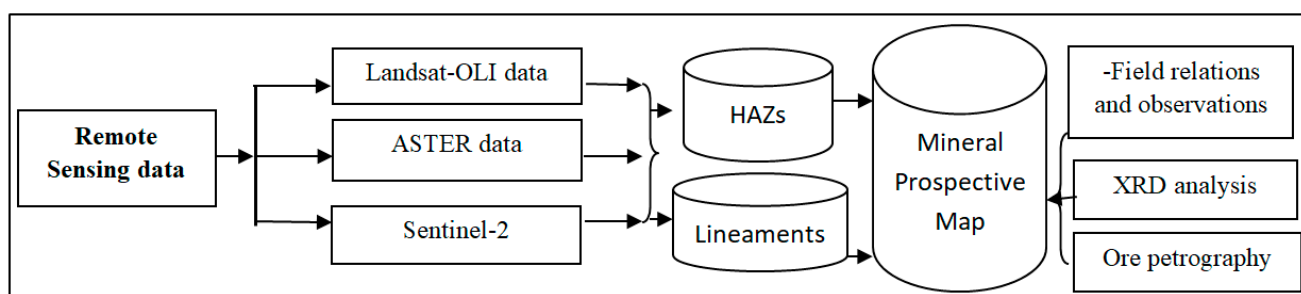 Remote
Sensing data
Landsat-OLI data
ASTER data
Sentinel-2
HAZs
Lineaments
Mineral
Prospective
Map
-Field relations
and observations
XRD analysis
Ore petrography